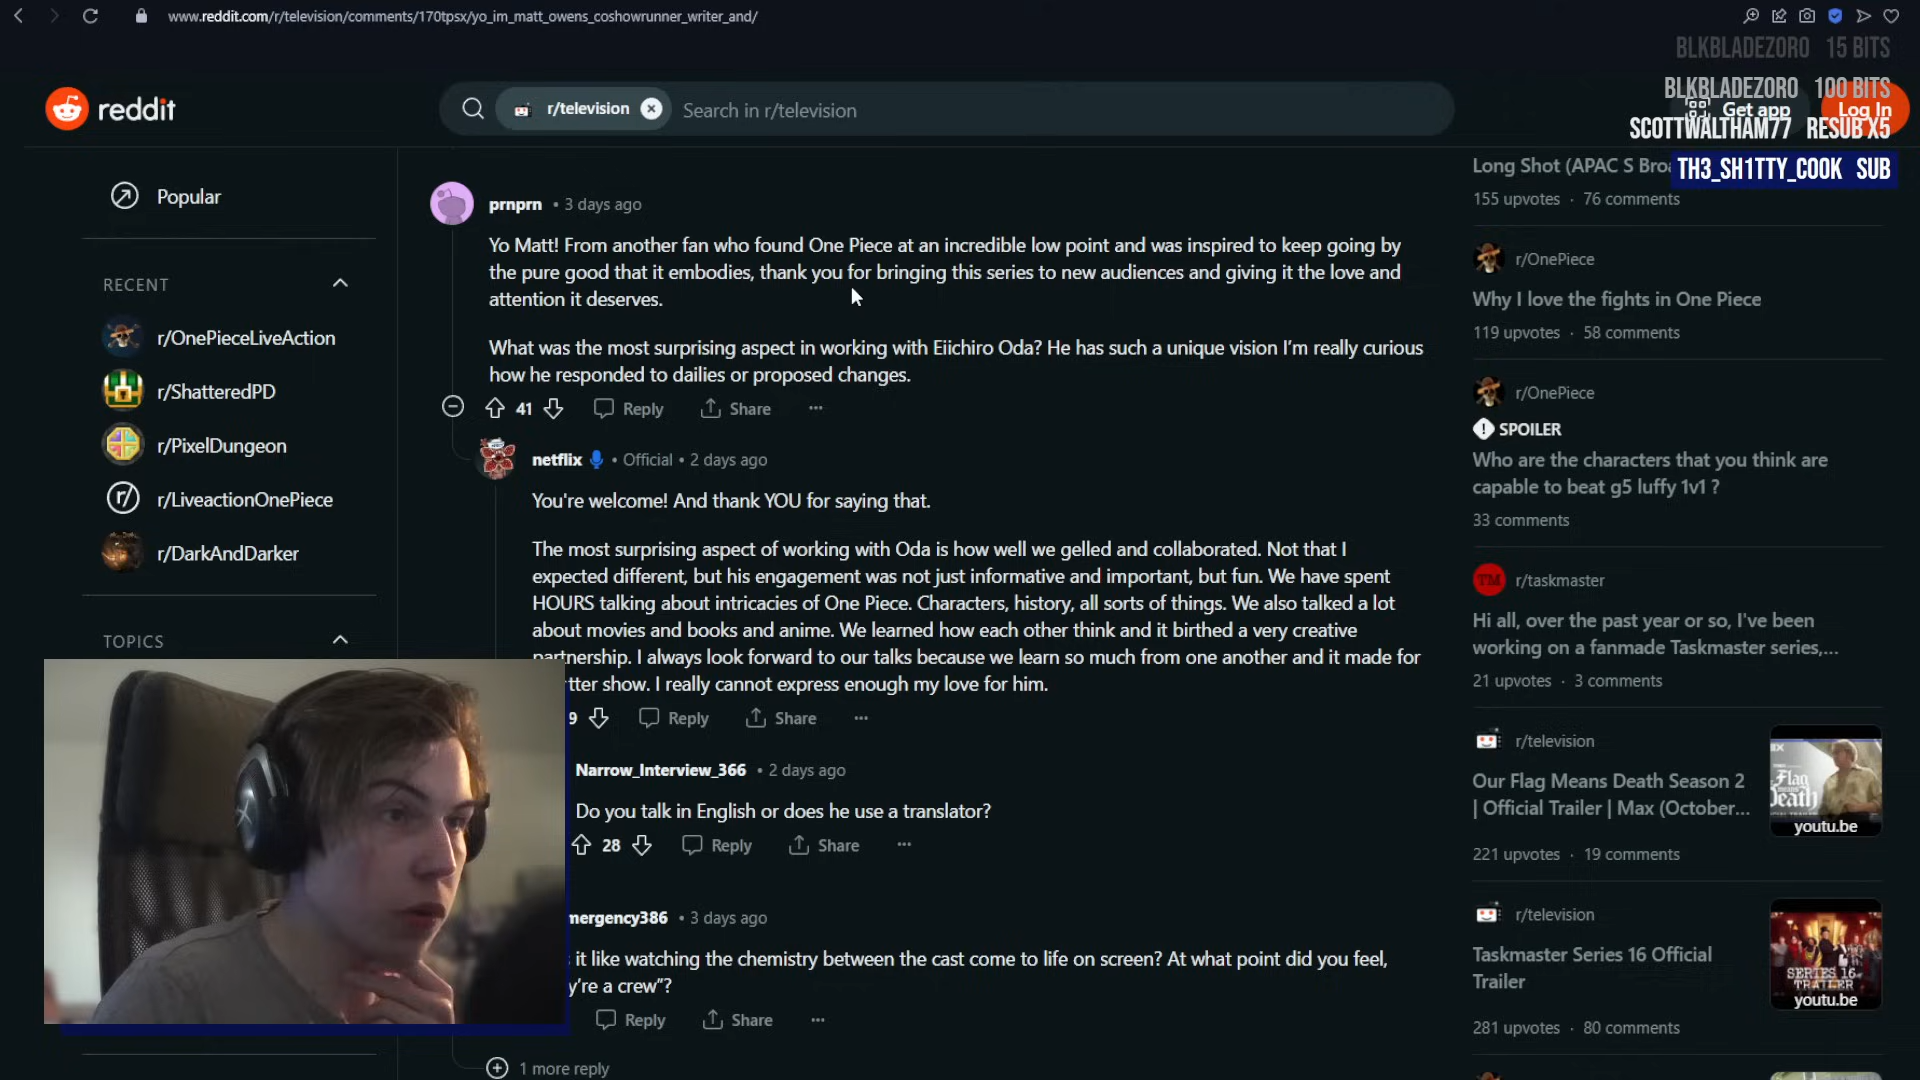 www.reddit.com/r/television/comments/170tpsx/yo_im_matt_owens_coshowrunner_writer_and/
BLKBLADEZORO 15 BITS
BLKBLADEZORO 100 BITS
reddit
r/television
Search in r/television
Get app
Log In
SCOTTWALTHAM77 RESUB X5
TH3_SH1TTY_COOK SUB
Popular
RECENT
r/OnePieceLiveAction
r/ShatteredPD
r/PixelDungeon
r/LiveactionOnePiece
r/DarkAndDarker
TOPICS
prnprn • 3 days ago
Yo Matt! From another fan who found One Piece at an incredible low point and was inspired to keep going by
the pure good that it embodies, thank you for bringing this series to new audiences and giving it the love and
attention it deserves.
What was the most surprising aspect in working with Eiichiro Oda? He has such a unique vision I'm really curious
how he responded to dailies or proposed changes.
41 Reply Share
netflix • Official • 2 days ago
You're welcome! And thank YOU for saying that.
The most surprising aspect of working with Oda is how well we gelled and collaborated. Not that I
expected different, but his engagement was not just informative and important, but fun. We have spent
HOURS talking about intricacies of One Piece. Characters, history, all sorts of things. We also talked a lot
about movies and books and anime. We learned how each other think and it birthed a very creative
partnership. I always look forward to our talks because we learn so much from one another and it made for
tter show. I really cannot express enough my love for him.
9 Reply Share
Narrow_Interview_366 • 2 days ago
Do you talk in English or does he use a translator?
28 Reply Share
mergency386 • 3 days ago
it like watching the chemistry between the cast come to life on screen? At what point did you feel,
y're a crew"?
Reply Share
1 more reply
Long Shot (APAC S Bro
155 upvotes · 76 comments
r/OnePiece
Why I love the fights in One Piece
119 upvotes · 58 comments
r/OnePiece
SPOILER
Who are the characters that you think are
capable to beat g5 luffy 1v1 ?
33 comments
TM r/taskmaster
Hi all, over the past year or so, I've been
working on a fanmade Taskmaster series,...
21 upvotes · 3 comments
r/television
Our Flag Means Death Season 2
| Official Trailer | Max (October...
Flag
means
Death
youtu.be
221 upvotes · 19 comments
r/television
Taskmaster Series 16 Official
Trailer
SERIES 16
TRAILER
youtu.be
281 upvotes · 80 comments